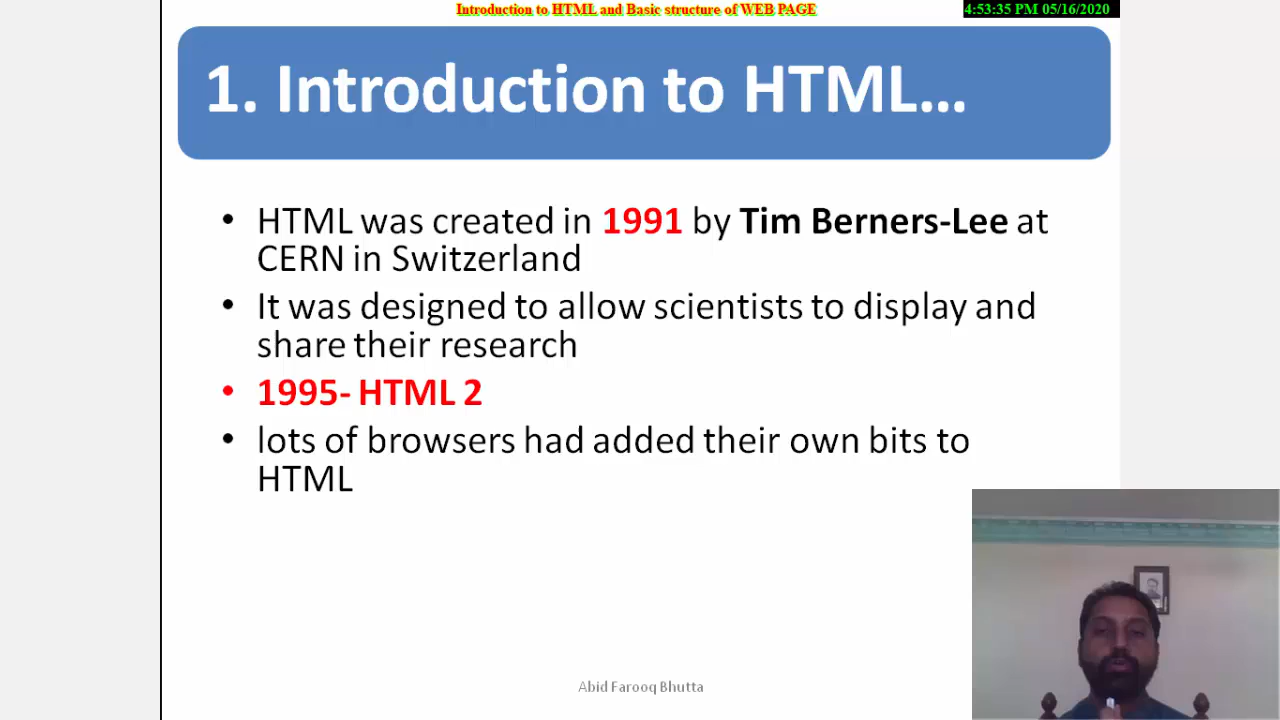 Introduction to HTML and Basic structure of WEB PAGE
4:53:35 PM 05/16/2020
1. Introduction to HTML...
• HTML was created in 1991 by Tim Berners-Lee at
CERN in Switzerland
• It was designed to allow scientists to display and
share their research
• 1995- HTML 2
• lots of browsers had added their own bits to
HTML
Abid Farooq Bhutta